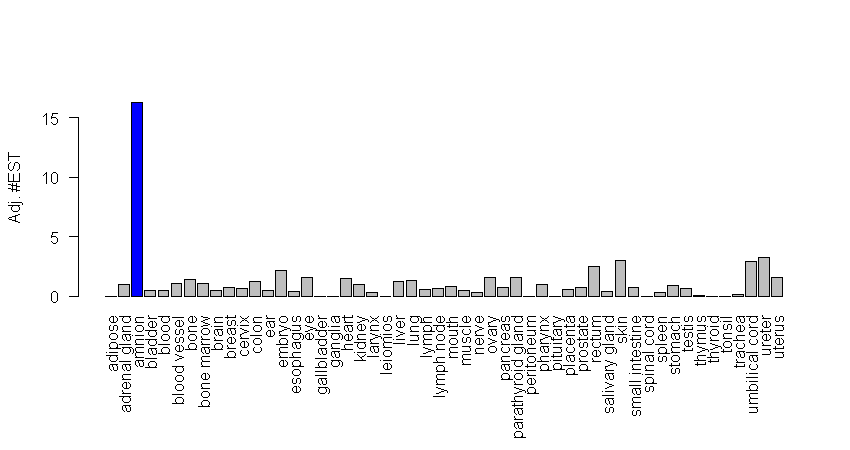 Adj. #EST
15
10
5
0
adipose
adrenal gland
amnion
bladder
blood
blood vessel
bone
bone marrow
brain
breast
cervix
colon
ear
embryo
esophagus
eye
gallbladder
ganglia
heart
kidney
larynx
leiomios
liver
lung
lymph
lymph node
mouth
muscle
nerve
ovary
pancreas
parathyroid gland
peritoneum
pharynx
pituitary
placenta
prostate
rectum
salivary gland
skin
small intestine
spinal cord
spleen
stomach
testis
thymus
thyroid
tonsil
trachea
umbilical cord
ureter
uterus